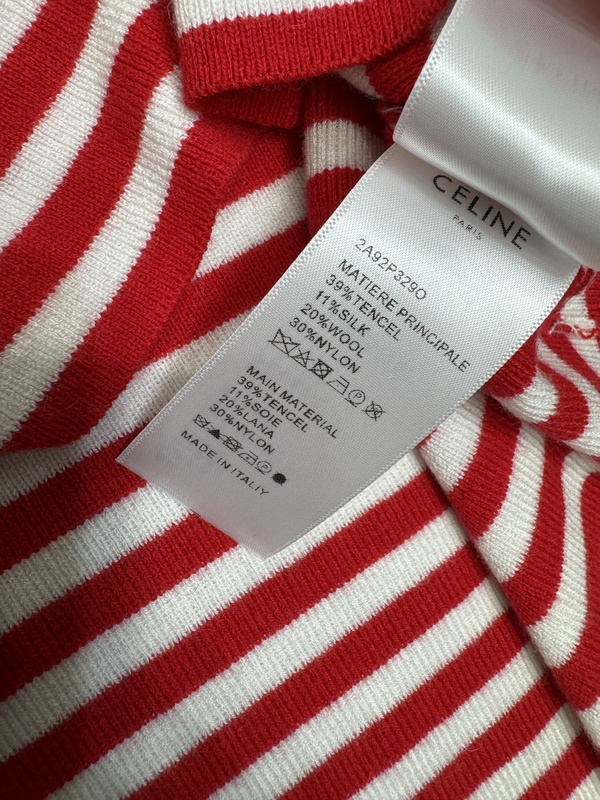 CELINE
PARIS
2A92P329O
MATIERE PRINCIPALE
39%TENCEL
11%SILK
20%WOOL
30%NYLON
MAIN MATERIAL
39%TENCEL
11%SOIE
20%LANA
30%NYLON
MADE IN ITALIY